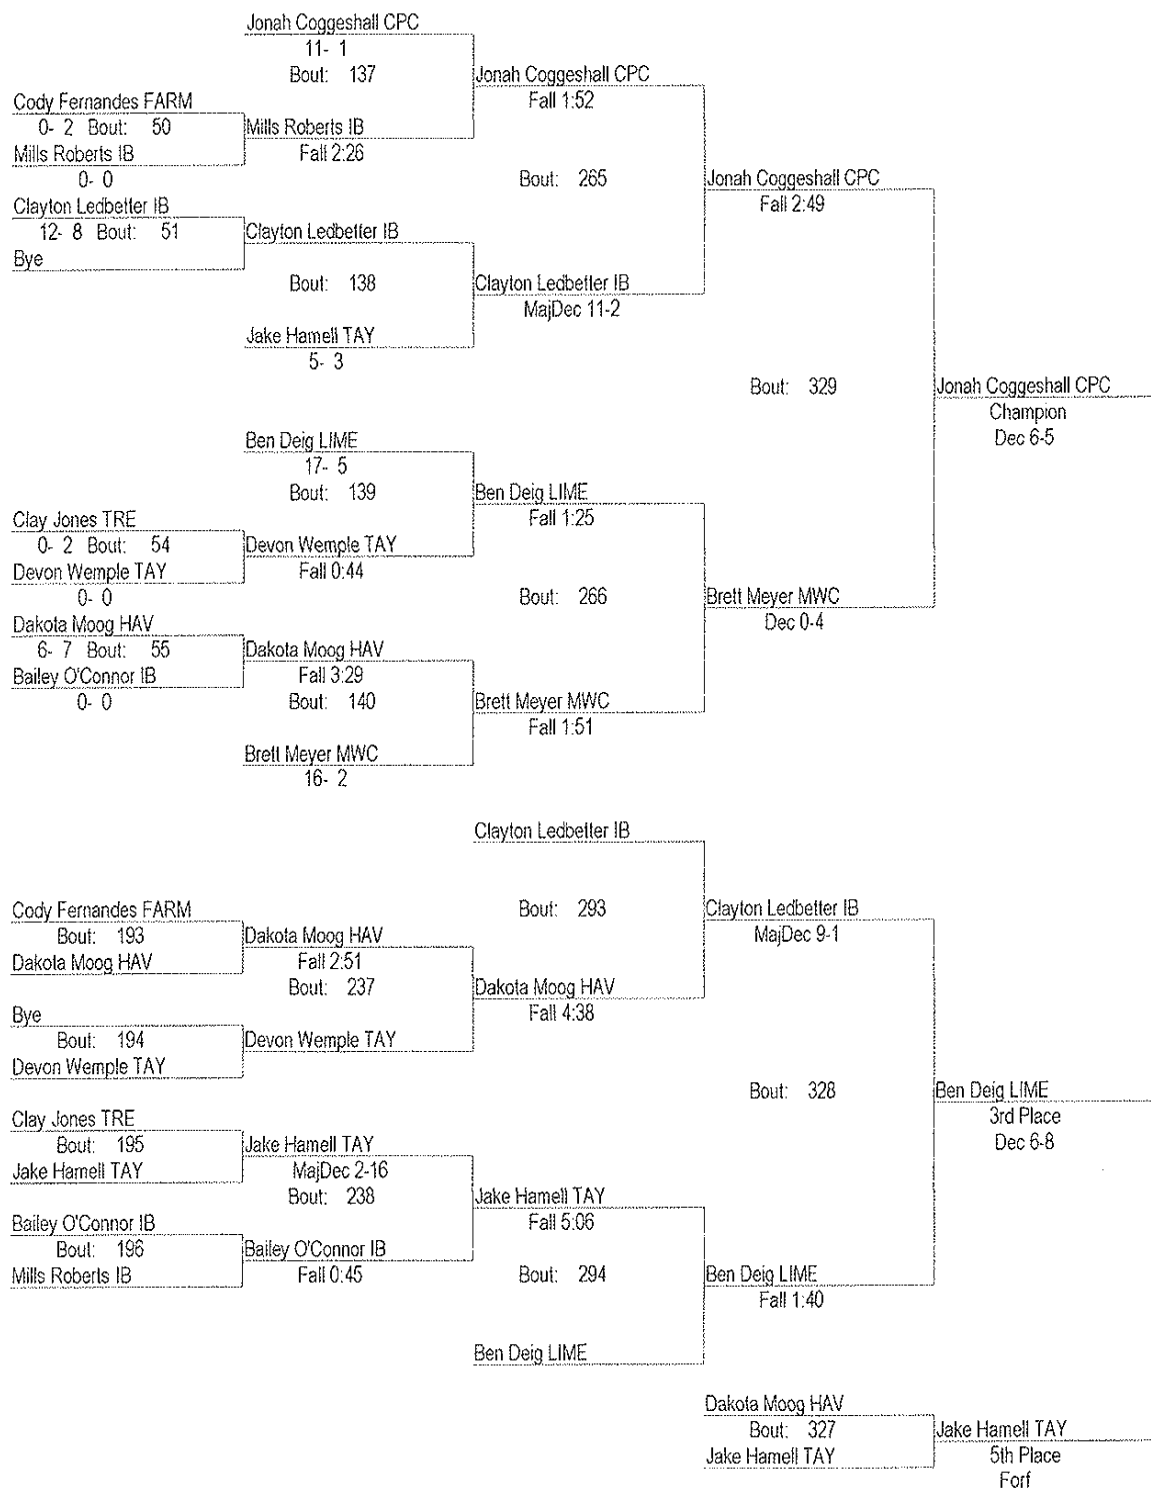 Jonah Coggeshall CPC
11- 1
Bout: 137
Jonah Coggeshall CPC
Fall 1:52
Cody Fernandes FARM
0- 2 Bout: 50
Mills Roberts IB
Fall 2:26
Mills Roberts IB
0- 0
Bout: 265
Jonah Coggeshall CPC
Fall 2:49
Clayton Ledbetter IB
12- 8 Bout: 51
Clayton Ledbetter IB
Bye
Bout: 138
Clayton Ledbetter IB
MajDec 11-2
Jake Hamell TAY
5- 3
Bout: 329
Jonah Coggeshall CPC
Champion
Dec 6-5
Ben Deig LIME
17- 5
Bout: 139
Ben Deig LIME
Fall 1:25
Clay Jones TRE
0- 2 Bout: 54
Devon Wemple TAY
Fall 0:44
Devon Wemple TAY
0- 0
Bout: 266
Brett Meyer MWC
Dec 0-4
Dakota Moog HAV
6- 7 Bout: 55
Dakota Moog HAV
Fall 3:29
Bailey O'Connor IB
0- 0
Bout: 140
Brett Meyer MWC
Fall 1:51
Brett Meyer MWC
16- 2
Clayton Ledbetter IB
Bout: 293
Clayton Ledbetter IB
MajDec 9-1
Cody Fernandes FARM
Bout: 193
Dakota Moog HAV
Dakota Moog HAV
Fall 2:51
Bout: 237
Dakota Moog HAV
Fall 4:38
Bye
Bout: 194
Devon Wemple TAY
Devon Wemple TAY
Bout: 328
Ben Deig LIME
3rd Place
Dec 6-8
Clay Jones TRE
Bout: 195
Jake Hamell TAY
Jake Hamell TAY
MajDec 2-16
Bout: 238
Jake Hamell TAY
Fall 5:06
Bailey O'Connor IB
Bout: 196
Mills Roberts IB
Bailey O'Connor IB
Fall 0:45
Bout: 294
Ben Deig LIME
Fall 1:40
Ben Deig LIME
Dakota Moog HAV
Bout: 327
Jake Hamell TAY
Jake Hamell TAY
5th Place
Forf